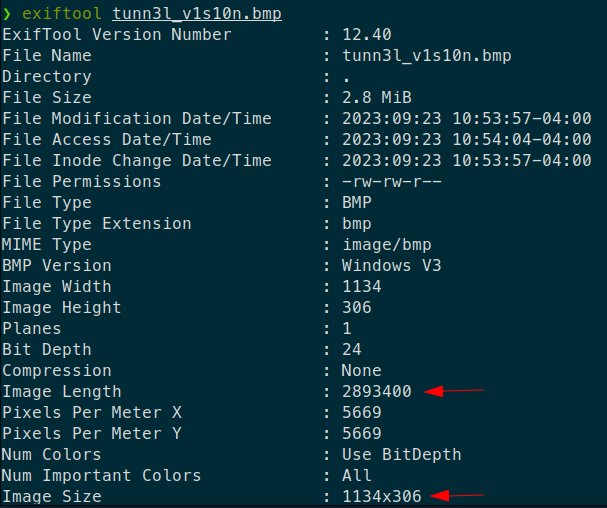 ❯ exiftool tunn3l_v1s10n.bmp
ExifTool Version Number : 12.40
File Name : tunn3l_v1s10n.bmp
Directory : .
File Size : 2.8 MiB
File Modification Date/Time : 2023:09:23 10:53:57-04:00
File Access Date/Time : 2023:09:23 10:54:04-04:00
File Inode Change Date/Time : 2023:09:23 10:53:57-04:00
File Permissions : -rw-rw-r--
File Type : BMP
File Type Extension : bmp
MIME Type : image/bmp
BMP Version : Windows V3
Image Width : 1134
Image Height : 306
Planes : 1
Bit Depth : 24
Compression : None
Image Length : 2893400
Pixels Per Meter X : 5669
Pixels Per Meter Y : 5669
Num Colors : Use BitDepth
Num Important Colors : All
Image Size : 1134x306